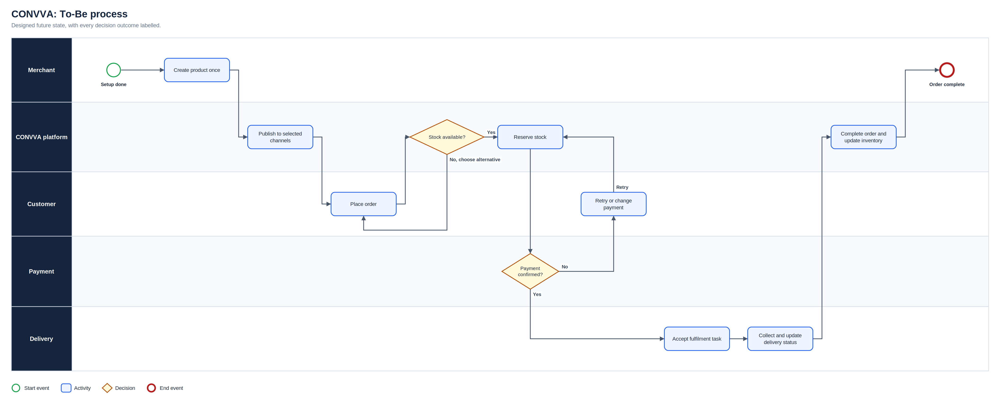 CONVVA: To-Be process
Designed future state, with every decision outcome labelled.
Merchant
Setup done
Create product once
Order complete
CONVVA platform
Publish to selected
channels
Stock available?
Yes
No, choose alternative
Reserve stock
Complete order and
update inventory
Customer
Place order
Retry
Retry or change
payment
Payment
Payment
confirmed?
No
Yes
Delivery
Accept fulfilment task
Collect and update
delivery status
Start event
Activity
Decision
End event